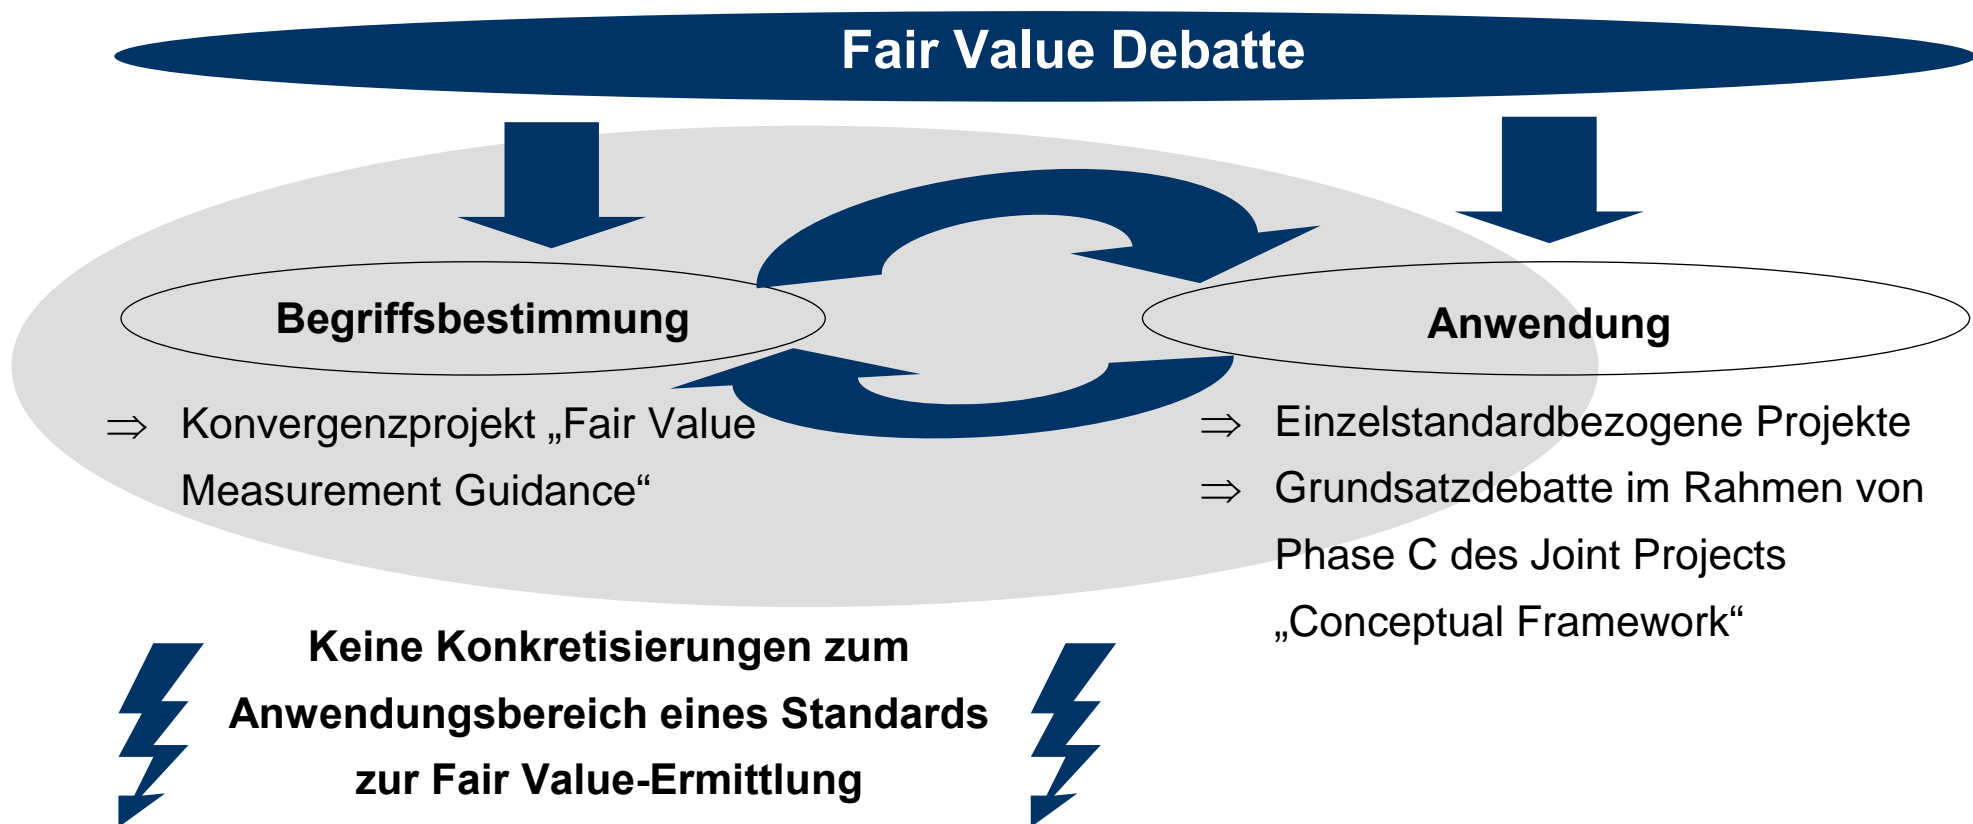 Fair Value Debatte
Begriffsbestimmung
⇒ Konvergenzprojekt „Fair Value
Measurement Guidance“
Anwendung
⇒ Einzelstandardbezogene Projekte
⇒ Grundsatzdebatte im Rahmen von
Phase C des Joint Projects
„Conceptual Framework“
Keine Konkretisierungen zum
Anwendungsbereich eines Standards
zur Fair Value-Ermittlung